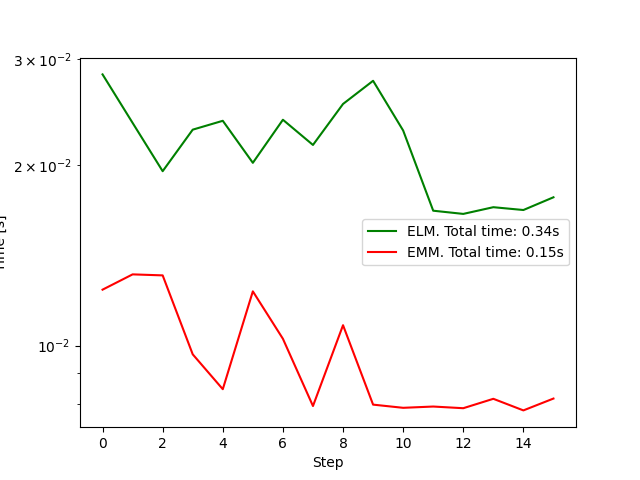 3 × 10⁻²
2 × 10⁻²
10⁻²
Time [s]
ELM. Total time: 0.34s
EMM. Total time: 0.15s
0 2 4 6 8 10 12 14
Step